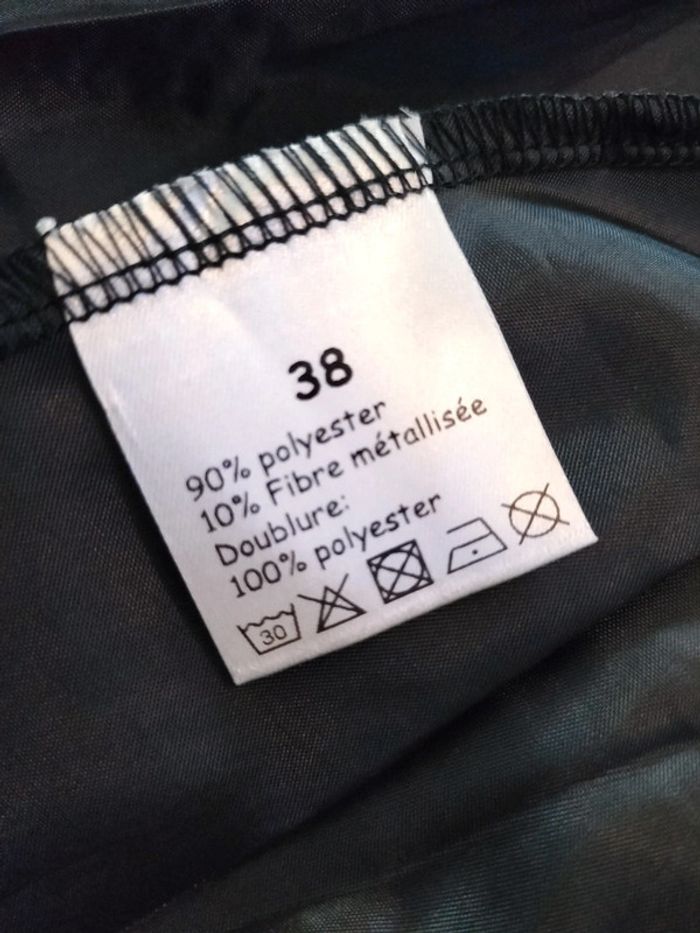 38
90% polyester
10% Fibre métallisée
Doublure:
100% polyester
30